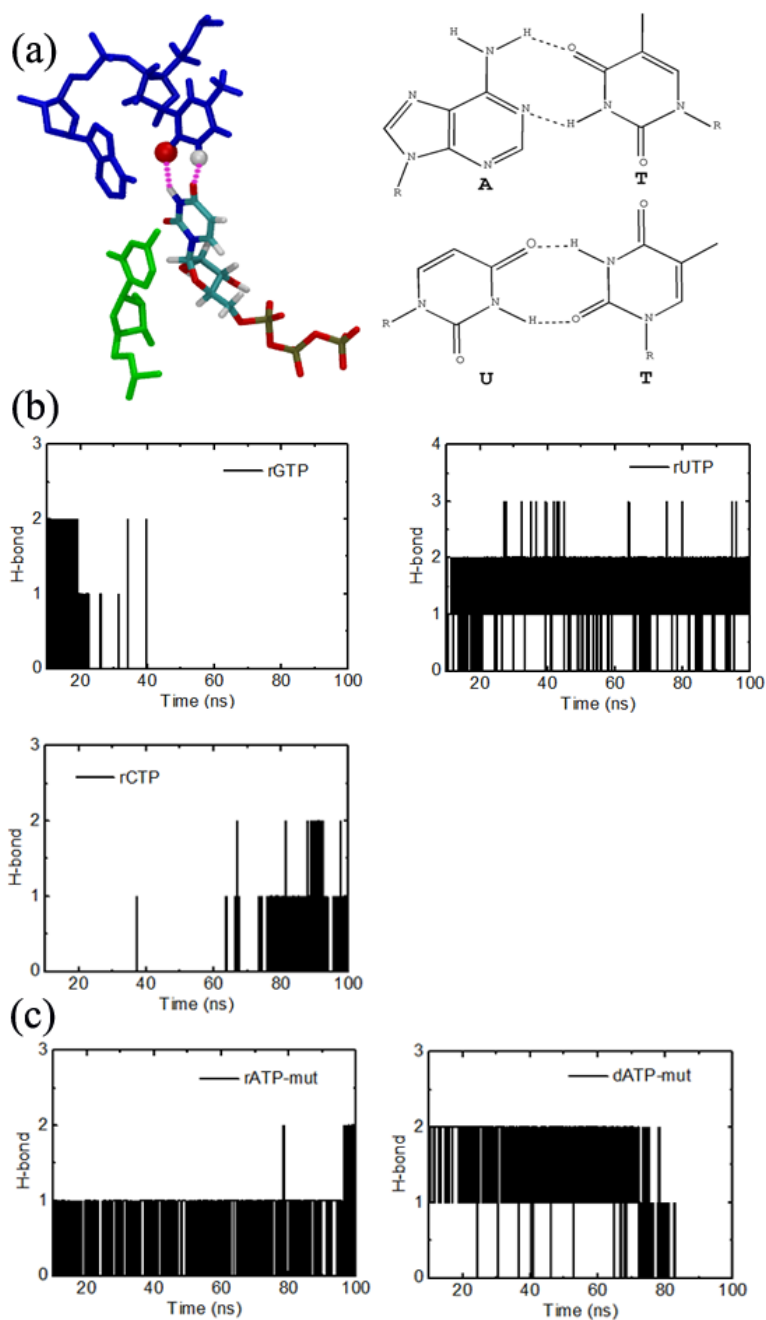 (a)
H H O
N
N N H N N
N N O R
R A T
O H O
N N
R N H O N
O R
U T
(b)
3 2 1 0
H-bond
rGTP
20 40 60 80 100
Time (ns)
4 3 2 1 0
H-bond
rUTP
20 40 60 80 100
Time (ns)
3 2 1 0
H-bond
rCTP
20 40 60 80 100
Time (ns)
(c)
3 2 1 0
H-bond
rATP-mut
20 40 60 80 100
Time (ns)
3 2 1 0
H-bond
dATP-mut
20 40 60 80 100
Time (ns)